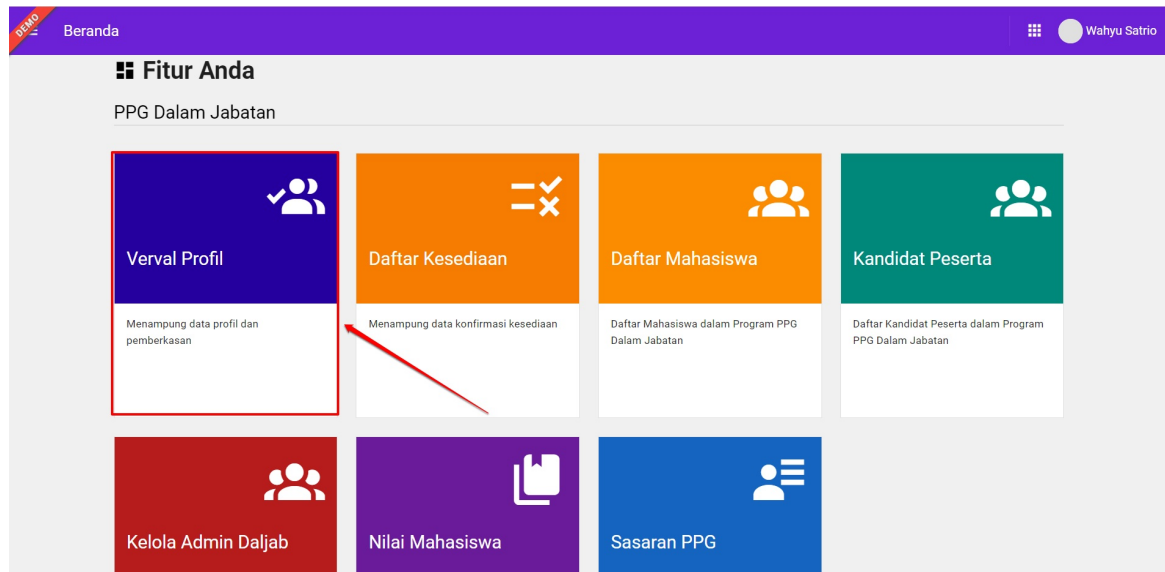 DEMO
Beranda
Wahyu Satrio
Fitur Anda
PPG Dalam Jabatan
Verval Profil
Daftar Kesediaan
Daftar Mahasiswa
Kandidat Peserta
Menampung data profil dan
pemberkasan
Menampung data konfirmasi kesediaan
Daftar Mahasiswa dalam Program PPG
Dalam Jabatan
Daftar Kandidat Peserta dalam Program
PPG Dalam Jabatan
Kelola Admin Daljab
Nilai Mahasiswa
Sasaran PPG